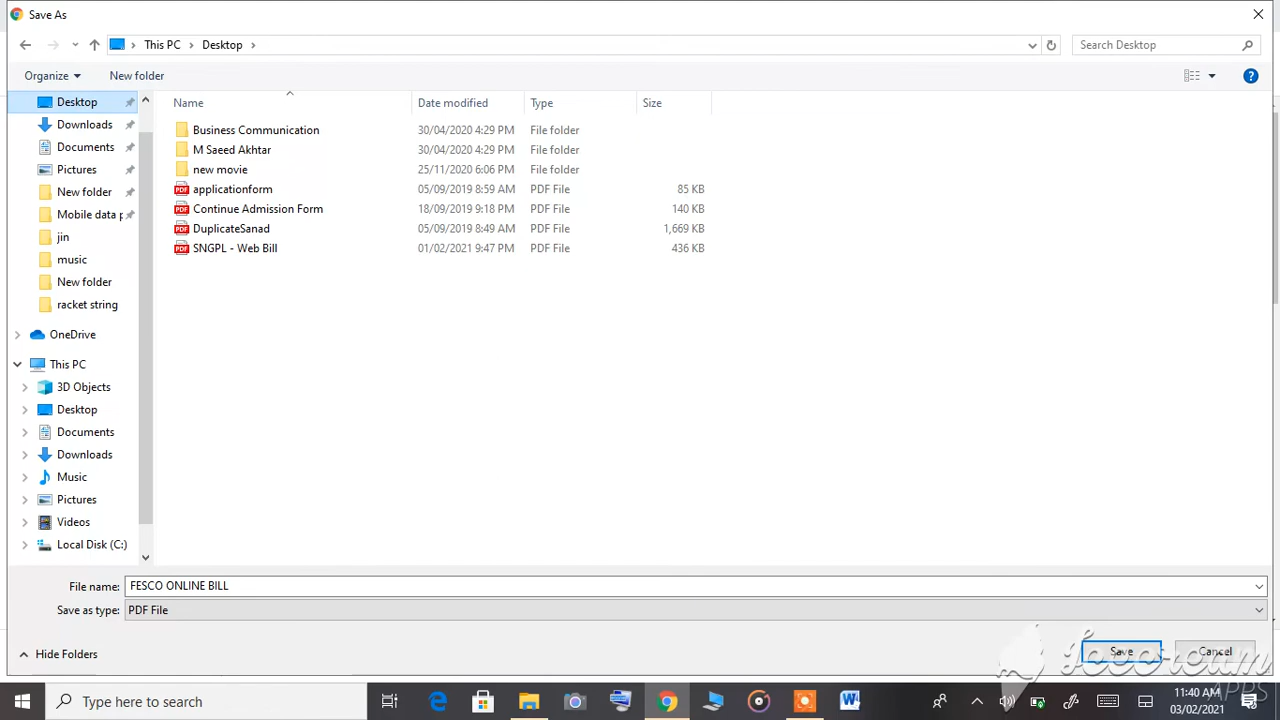 Save As
This PC > Desktop >
Search Desktop
Organize
New folder
Name Date modified Type Size
Desktop
Downloads
Documents
Pictures
New folder
Mobile data p
jin
music
New folder
racket string
OneDrive
This PC
3D Objects
Desktop
Documents
Downloads
Music
Pictures
Videos
Local Disk (C:)
Business Communication 30/04/2020 4:29 PM File folder
M Saeed Akhtar 30/04/2020 4:29 PM File folder
new movie 25/11/2020 6:06 PM File folder
applicationform 05/09/2019 8:59 AM PDF File 85 KB
Continue Admission Form 18/09/2019 9:18 PM PDF File 140 KB
DuplicateSanad 05/09/2019 8:49 AM PDF File 1,669 KB
SNGPL - Web Bill 01/02/2021 9:47 PM PDF File 436 KB
File name: FESCO ONLINE BILL
Save as type: PDF File
Hide Folders
Save
Cancel
APPS
Type here to search
11:40 AM
03/02/2021